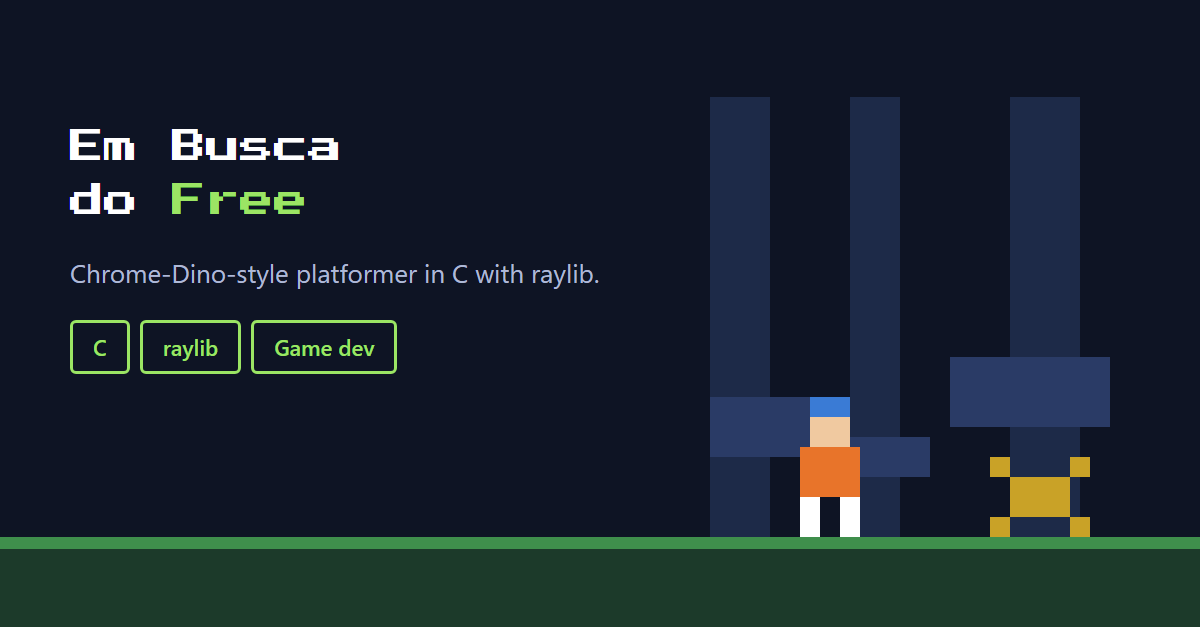 Em Busca
do Free
Chrome-Dino-style platformer in C with raylib.
C raylib Game dev